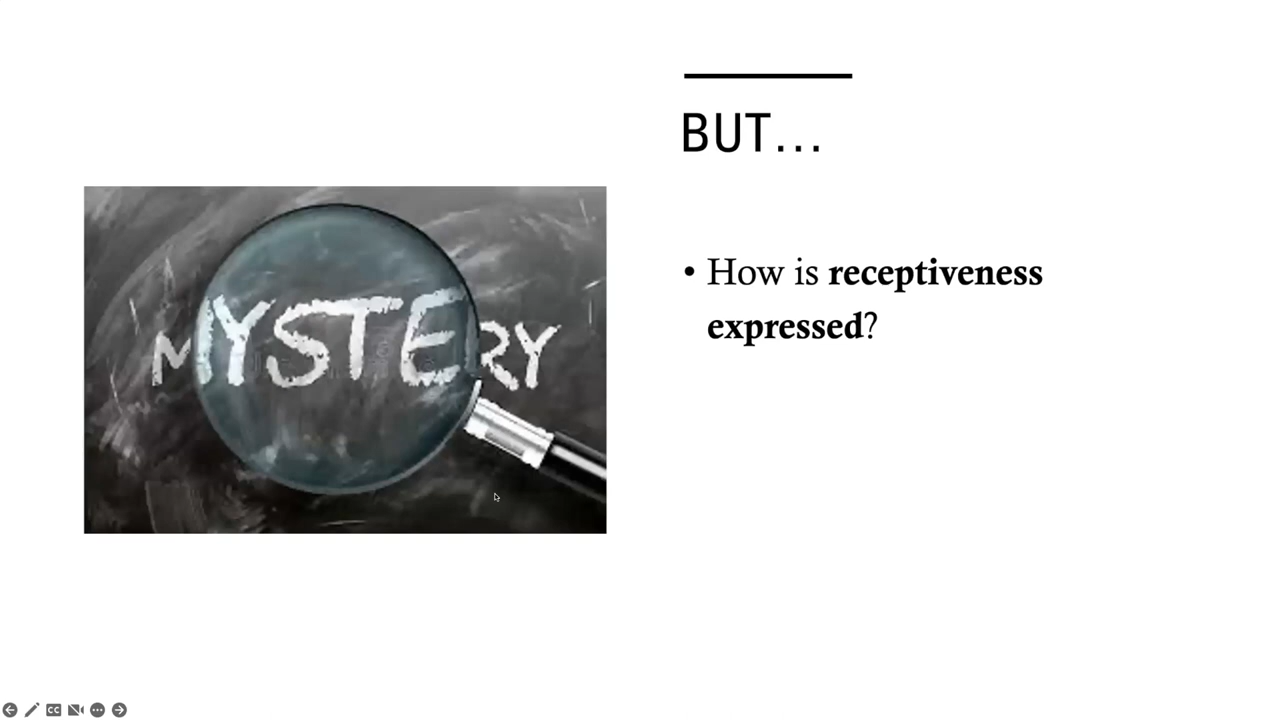 BUT...
MYSTERY
• How is receptiveness
expressed?